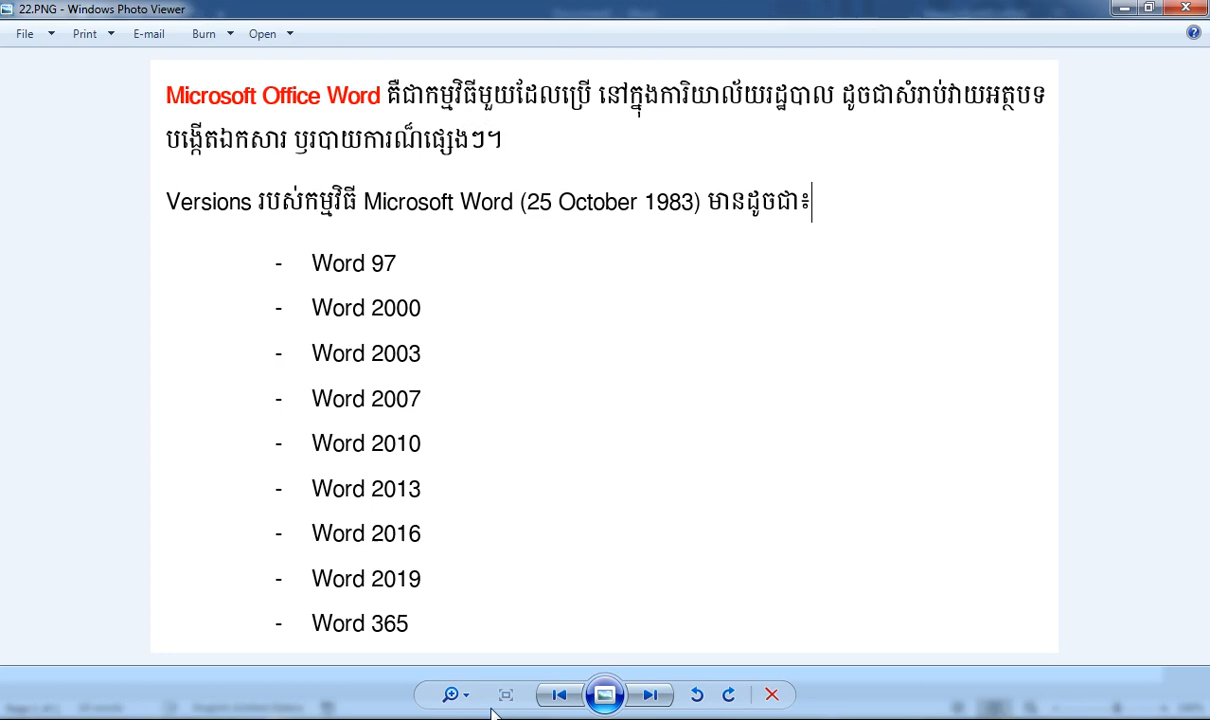 22.PNG - Windows Photo Viewer
File Print E-mail Burn Open
Microsoft Office Word គឺជាកម្មវិធីមួយដែលប្រើ នៅក្នុងការិយាល័យរដ្ឋបាល ដូចជាសំរាប់វាយអត្ថបទ
បង្កើតឯកសារ ឫរបាយការណ៍ផ្សេងៗ។
Versions របស់កម្មវិធី Microsoft Word (25 October 1983) មានដូចជា៖
- Word 97
- Word 2000
- Word 2003
- Word 2007
- Word 2010
- Word 2013
- Word 2016
- Word 2019
- Word 365